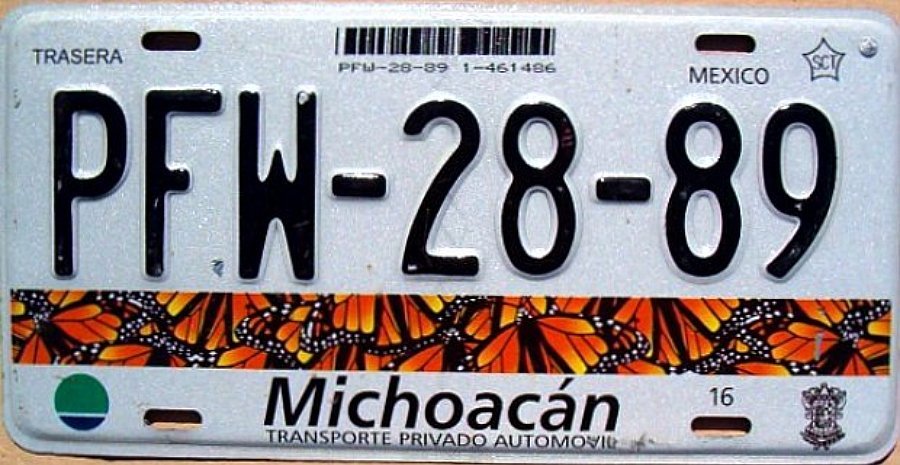 TRASERA
PFW-28-89 1-461486
MEXICO
SCT
PFW-28-89
Michoacán
16
TRANSPORTE PRIVADO AUTOMOVIL